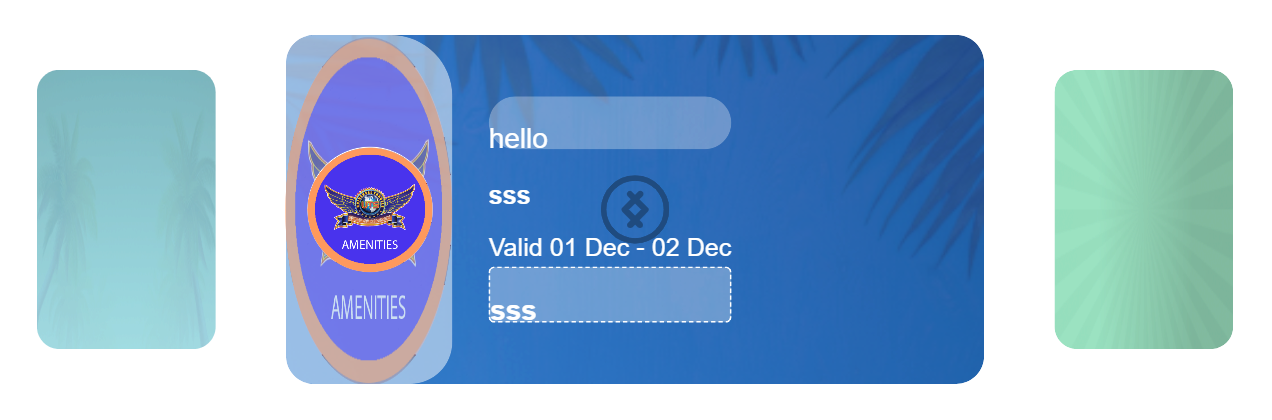 AMENITIES
AMENITIES
hello
sss
Valid 01 Dec - 02 Dec
sss